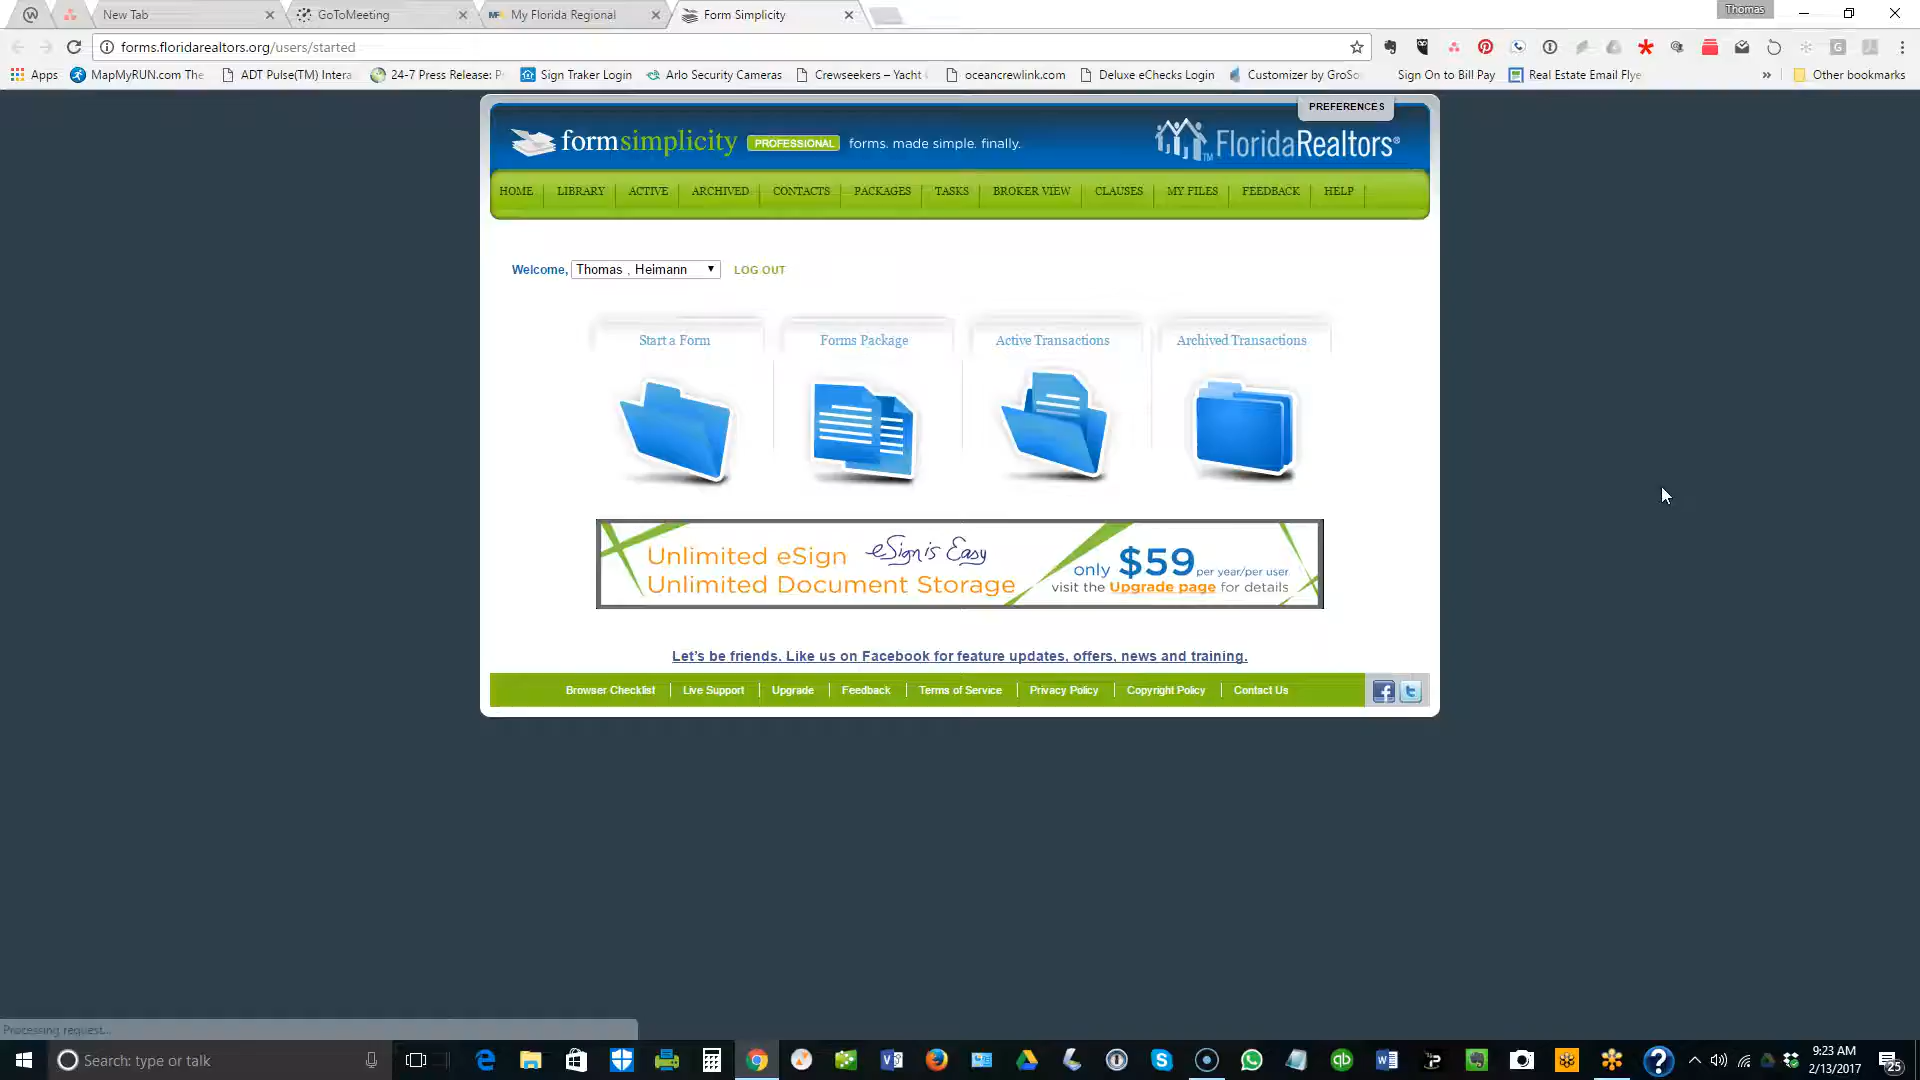 New Tab
GoToMeeting
My Florida Regional
Form Simplicity
Thomas
forms.floridarealtors.org/users/started
Apps
MapMyRUN.com The
ADT Pulse(TM) Intera
24-7 Press Release: P
Sign Traker Login
Arlo Security Cameras
Crewseekers – Yacht
oceancrewlink.com
Deluxe eChecks Login
Customizer by GroSo
Sign On to Bill Pay
Real Estate Email Flye
»
Other bookmarks
PREFERENCES
formsimplicity PROFESSIONAL forms. made simple. finally.
FloridaRealtors®
HOME
LIBRARY
ACTIVE
ARCHIVED
CONTACTS
PACKAGES
TASKS
BROKER VIEW
CLAUSES
MY FILES
FEEDBACK
HELP
Welcome, Thomas , Heimann LOG OUT
Start a Form
Forms Package
Active Transactions
Archived Transactions
Unlimited eSign eSign is Easy
Unlimited Document Storage
only $59 per year/per user
visit the Upgrade page for details
Let's be friends. Like us on Facebook for feature updates, offers, news and training.
Browser Checklist
Live Support
Upgrade
Feedback
Terms of Service
Privacy Policy
Copyright Policy
Contact Us
Processing request...
Search: type or talk
9:23 AM
2/13/2017
25